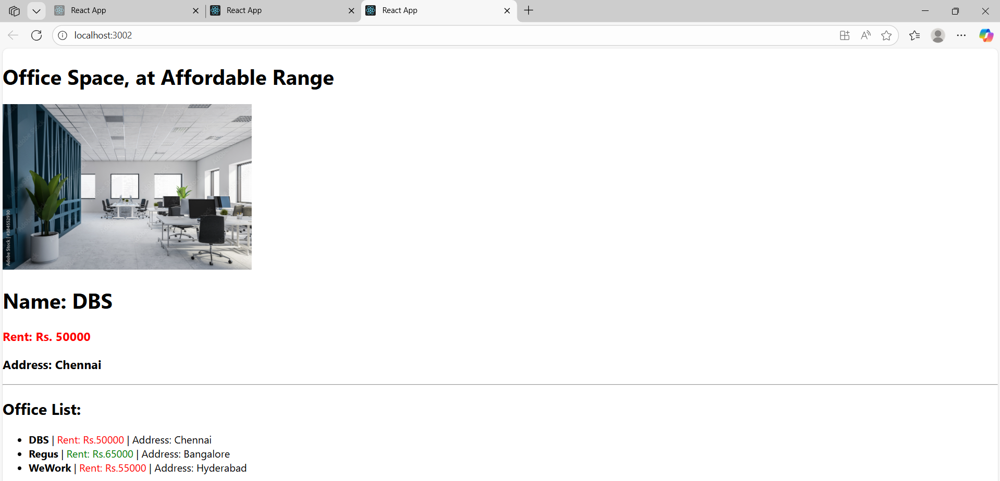 React App
React App
React App
localhost:3002
Office Space, at Affordable Range
Adobe Stock | #384552930
Name: DBS
Rent: Rs. 50000
Address: Chennai
Office List:
• DBS | Rent: Rs.50000 | Address: Chennai
• Regus | Rent: Rs.65000 | Address: Bangalore
• WeWork | Rent: Rs.55000 | Address: Hyderabad